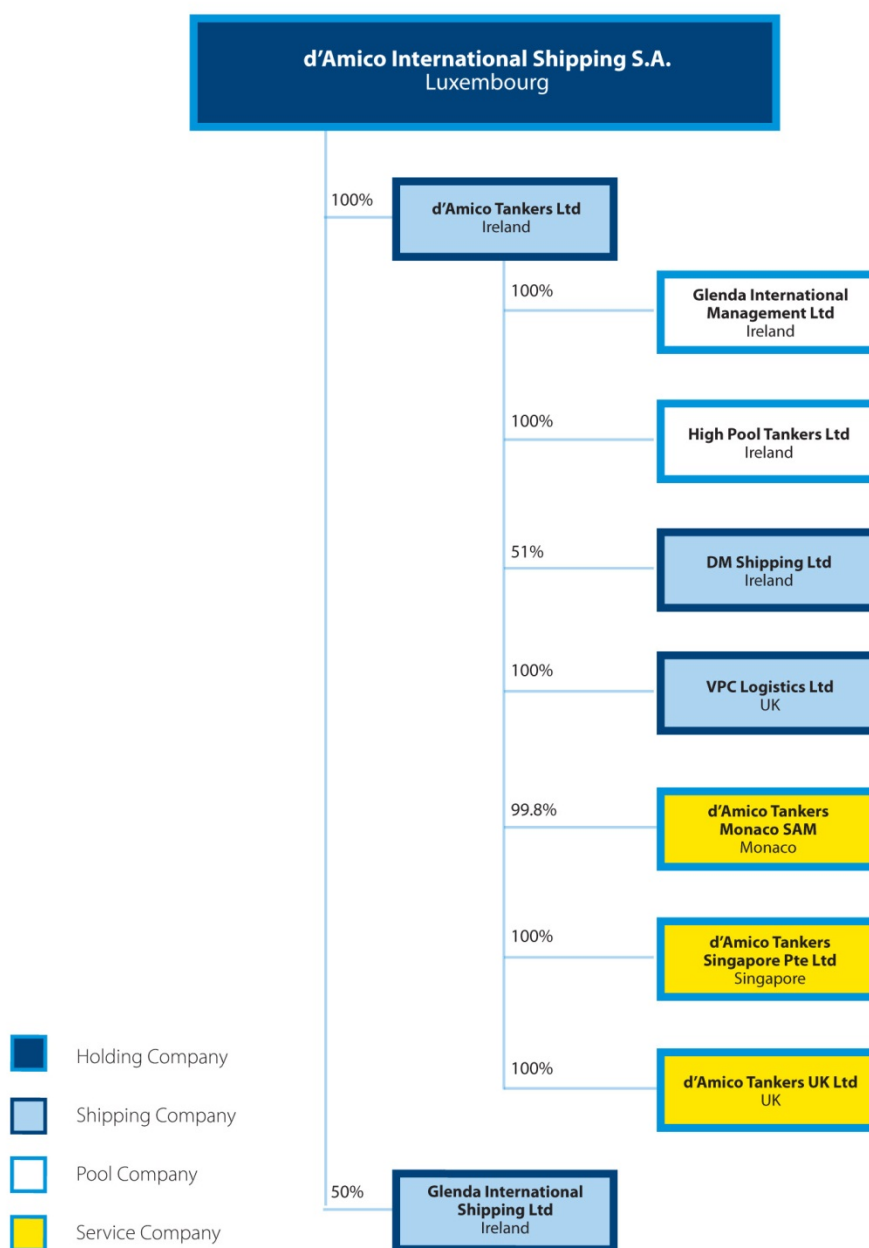 d’Amico International Shipping S.A.
Luxembourg
100%
d’Amico Tankers Ltd
Ireland
100%
Glenda International
Management Ltd
Ireland
100%
High Pool Tankers Ltd
Ireland
51%
DM Shipping Ltd
Ireland
100%
VPC Logistics Ltd
UK
99.8%
d’Amico Tankers
Monaco SAM
Monaco
100%
d’Amico Tankers
Singapore Pte Ltd
Singapore
100%
d’Amico Tankers UK Ltd
UK
50%
Glenda International
Shipping Ltd
Ireland
Holding Company
Shipping Company
Pool Company
Service Company